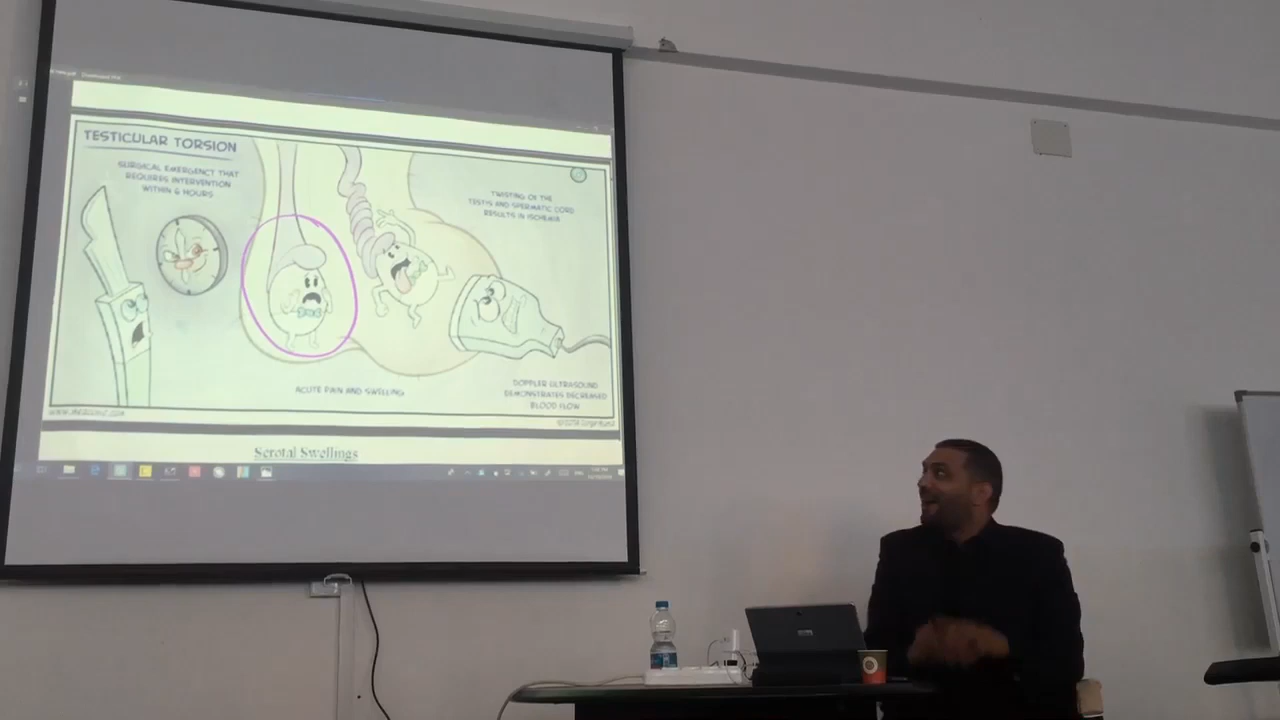 TESTICULAR TORSION
SURGICAL EMERGENCT THAT
REQUIRES INTERVENTION
WITHIN 6 HOURS
TWISTING OF THE
TESTIS AND SPERMATIC CORD
RESULTS IN ISCHEMIA
ACUTE PAIN AND SWELLING
DOPPLER ULTRASOUND
DEMONSTRATES DECREASED
BLOOD FLOW
Scrotal Swellings